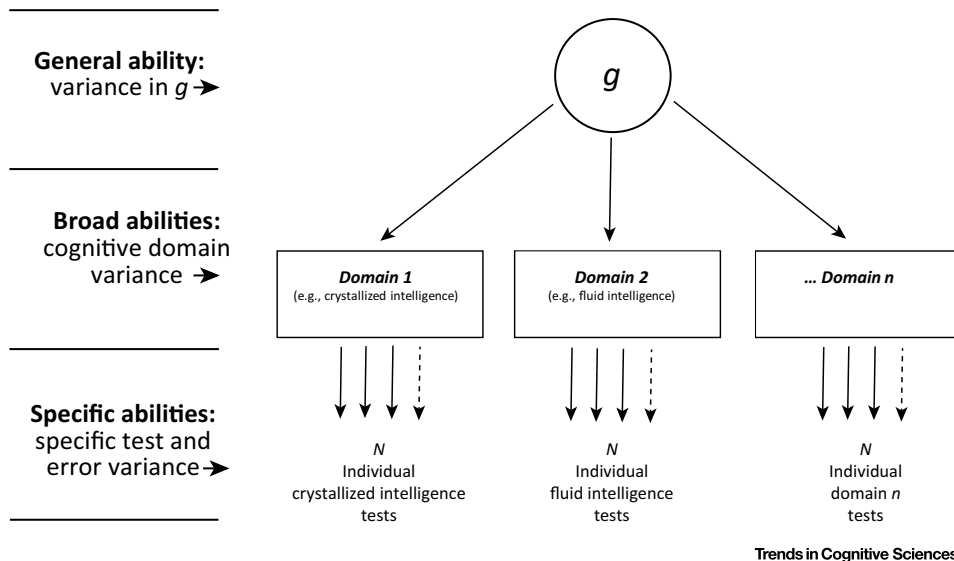 General ability:
variance in g
g
Broad abilities:
cognitive domain
variance
Domain 1
(e.g., crystallized intelligence)
Domain 2
(e.g., fluid intelligence)
... Domain n
Specific abilities:
specific test and
error variance
N
Individual
crystallized intelligence
tests
N
Individual
fluid intelligence
tests
N
Individual
domain n
tests
Trends in Cognitive Sciences